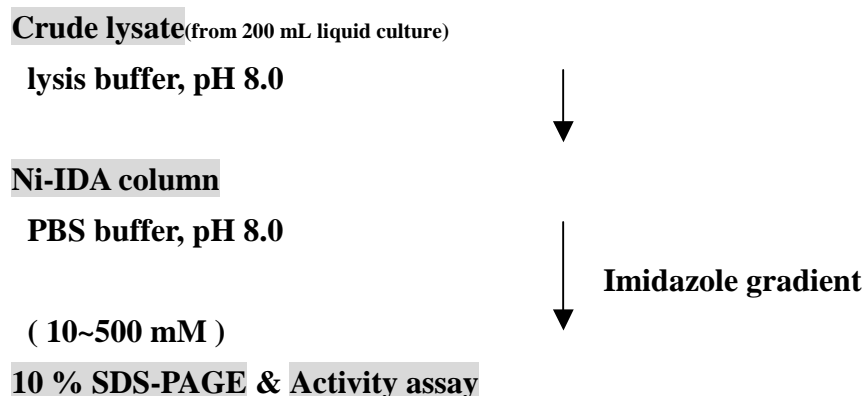 Crude lysate(from 200 mL liquid culture)
lysis buffer, pH 8.0
Ni-IDA column
PBS buffer, pH 8.0
Imidazole gradient
( 10~500 mM )
10 % SDS-PAGE & Activity assay